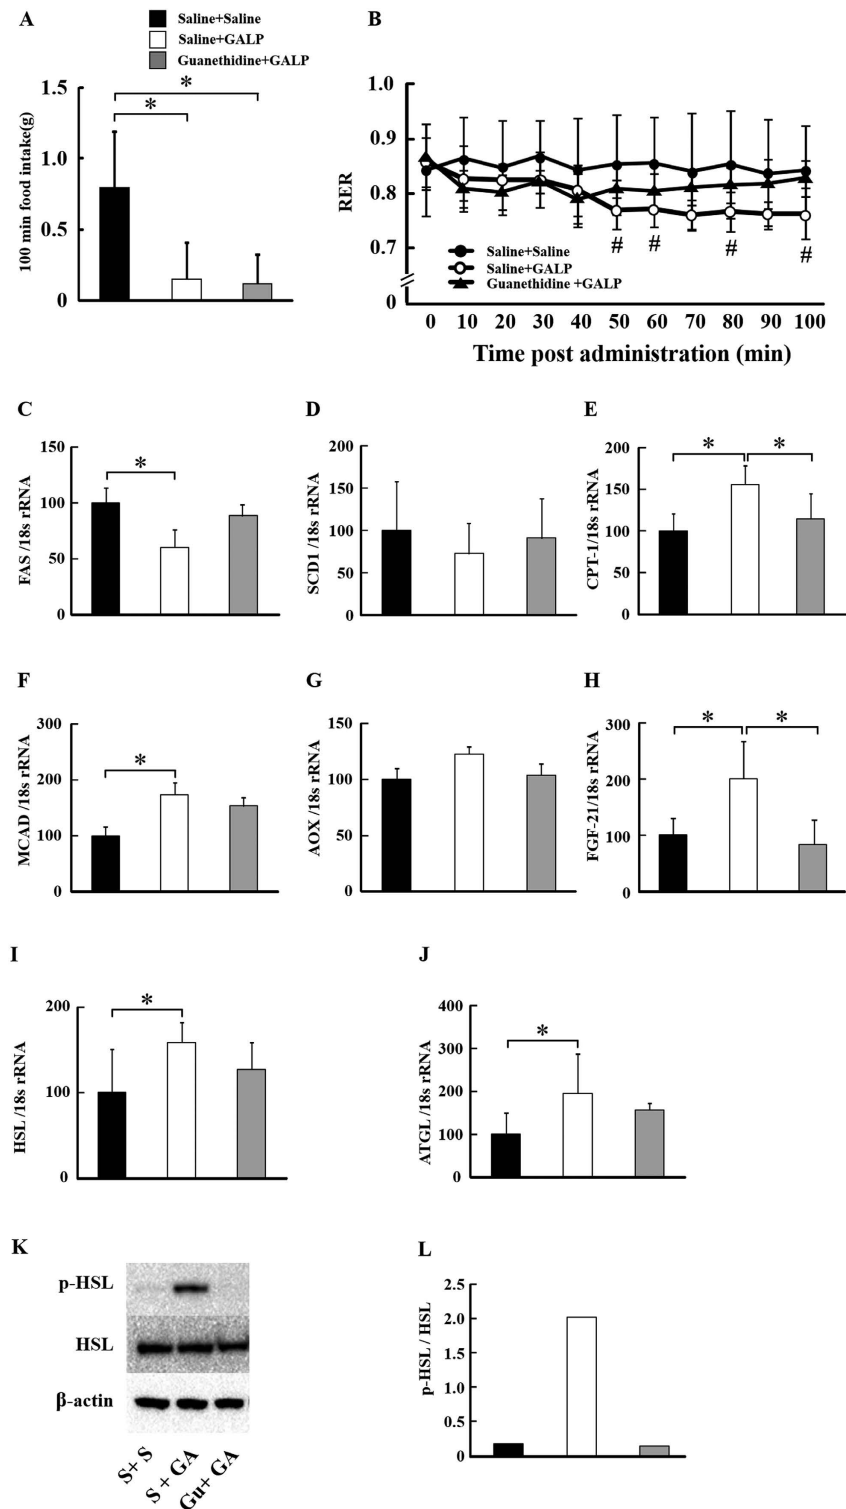 A
Saline+Saline
Saline+GALP
Guanethidine+GALP
100 min food intake(g)
1.5
1.0
0.5
0
*
*
B
RER
1.0
0.9
0.8
0.7
0
# # # #
Saline+Saline
Saline+GALP
Guanethidine +GALP
0 10 20 30 40 50 60 70 80 90 100
Time post administration (min)
C
FAS /18s rRNA
150
100
50
0
*
D
SCD1 /18s rRNA
200
150
100
50
0
E
CPT-1/18s rRNA
200
150
100
50
0
* *
F
MCAD /18s rRNA
300
200
100
0
*
G
AOX /18s rRNA
150
100
50
0
H
FGF-21/18s rRNA
300
200
100
0
* *
I
HSL /18s rRNA
200
100
0
*
J
ATGL /18s rRNA
400
300
200
100
0
*
K
p-HSL
HSL
β-actin
S+ S
S + GA
Gu+ GA
L
p-HSL / HSL
2.5
2.0
1.5
1.0
0.5
0